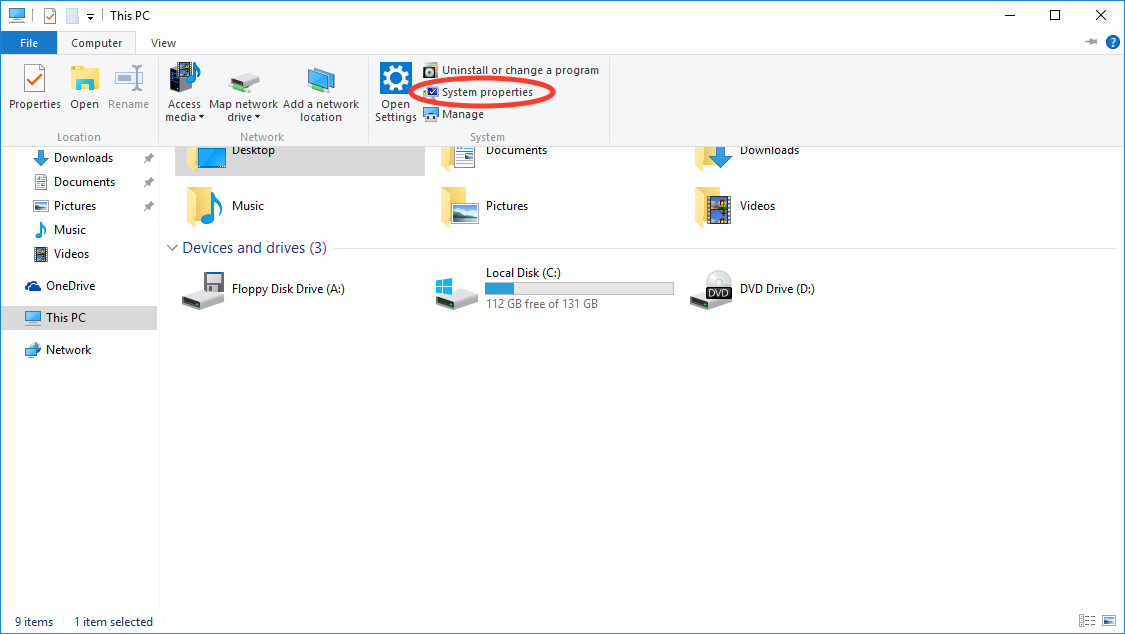 This PC
File Computer View
Uninstall or change a program
System properties
Manage
Properties Open Rename
Access media
Map network drive
Add a network location
Open Settings
Location Network System
Downloads
Documents
Pictures
Music
Videos
OneDrive
This PC
Network
Desktop Documents Downloads
Music Pictures Videos
Devices and drives (3)
Floppy Disk Drive (A:)
Local Disk (C:)
112 GB free of 131 GB
DVD
DVD Drive (D:)
9 items 1 item selected